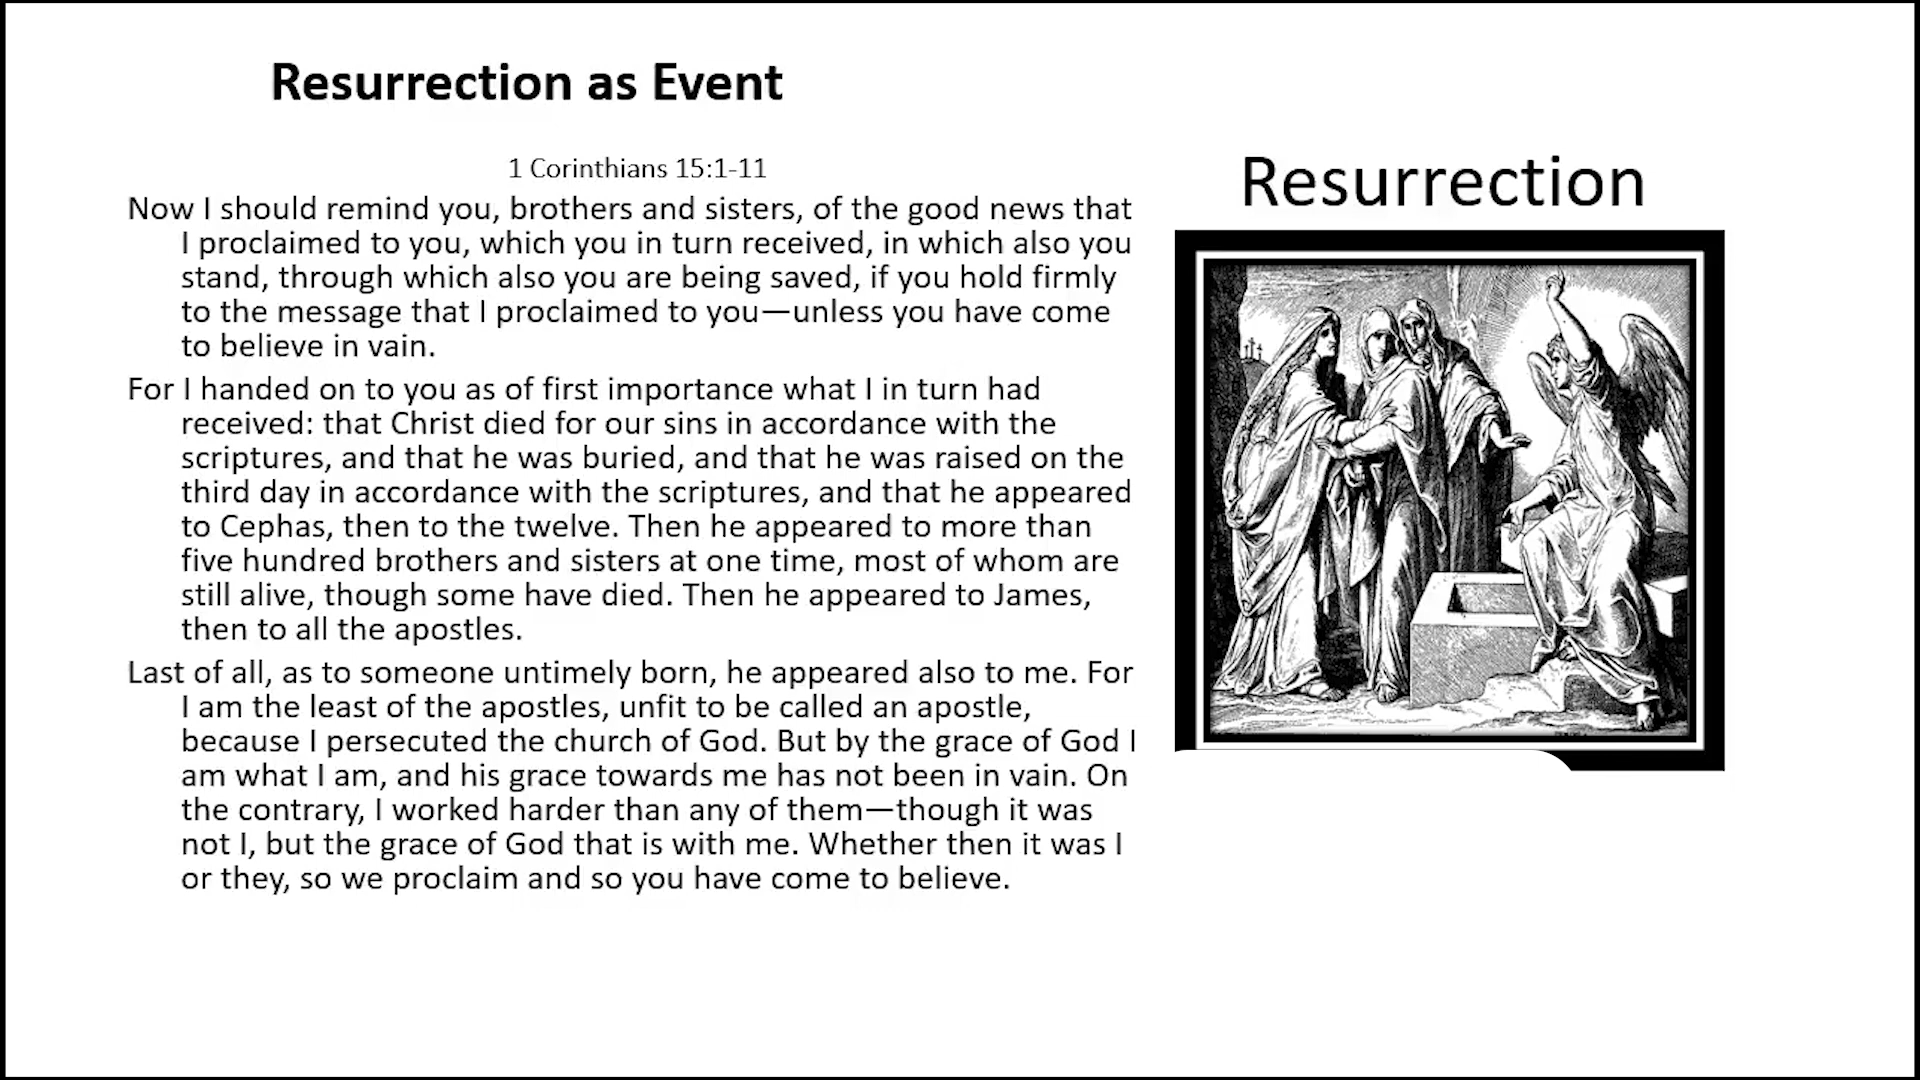 Resurrection as Event
1 Corinthians 15:1-11
Now I should remind you, brothers and sisters, of the good news that
I proclaimed to you, which you in turn received, in which also you
stand, through which also you are being saved, if you hold firmly
to the message that I proclaimed to you—unless you have come
to believe in vain.
For I handed on to you as of first importance what I in turn had
received: that Christ died for our sins in accordance with the
scriptures, and that he was buried, and that he was raised on the
third day in accordance with the scriptures, and that he appeared
to Cephas, then to the twelve. Then he appeared to more than
five hundred brothers and sisters at one time, most of whom are
still alive, though some have died. Then he appeared to James,
then to all the apostles.
Last of all, as to someone untimely born, he appeared also to me. For
I am the least of the apostles, unfit to be called an apostle,
because I persecuted the church of God. But by the grace of God I
am what I am, and his grace towards me has not been in vain. On
the contrary, I worked harder than any of them—though it was
not I, but the grace of God that is with me. Whether then it was I
or they, so we proclaim and so you have come to believe.
Resurrection